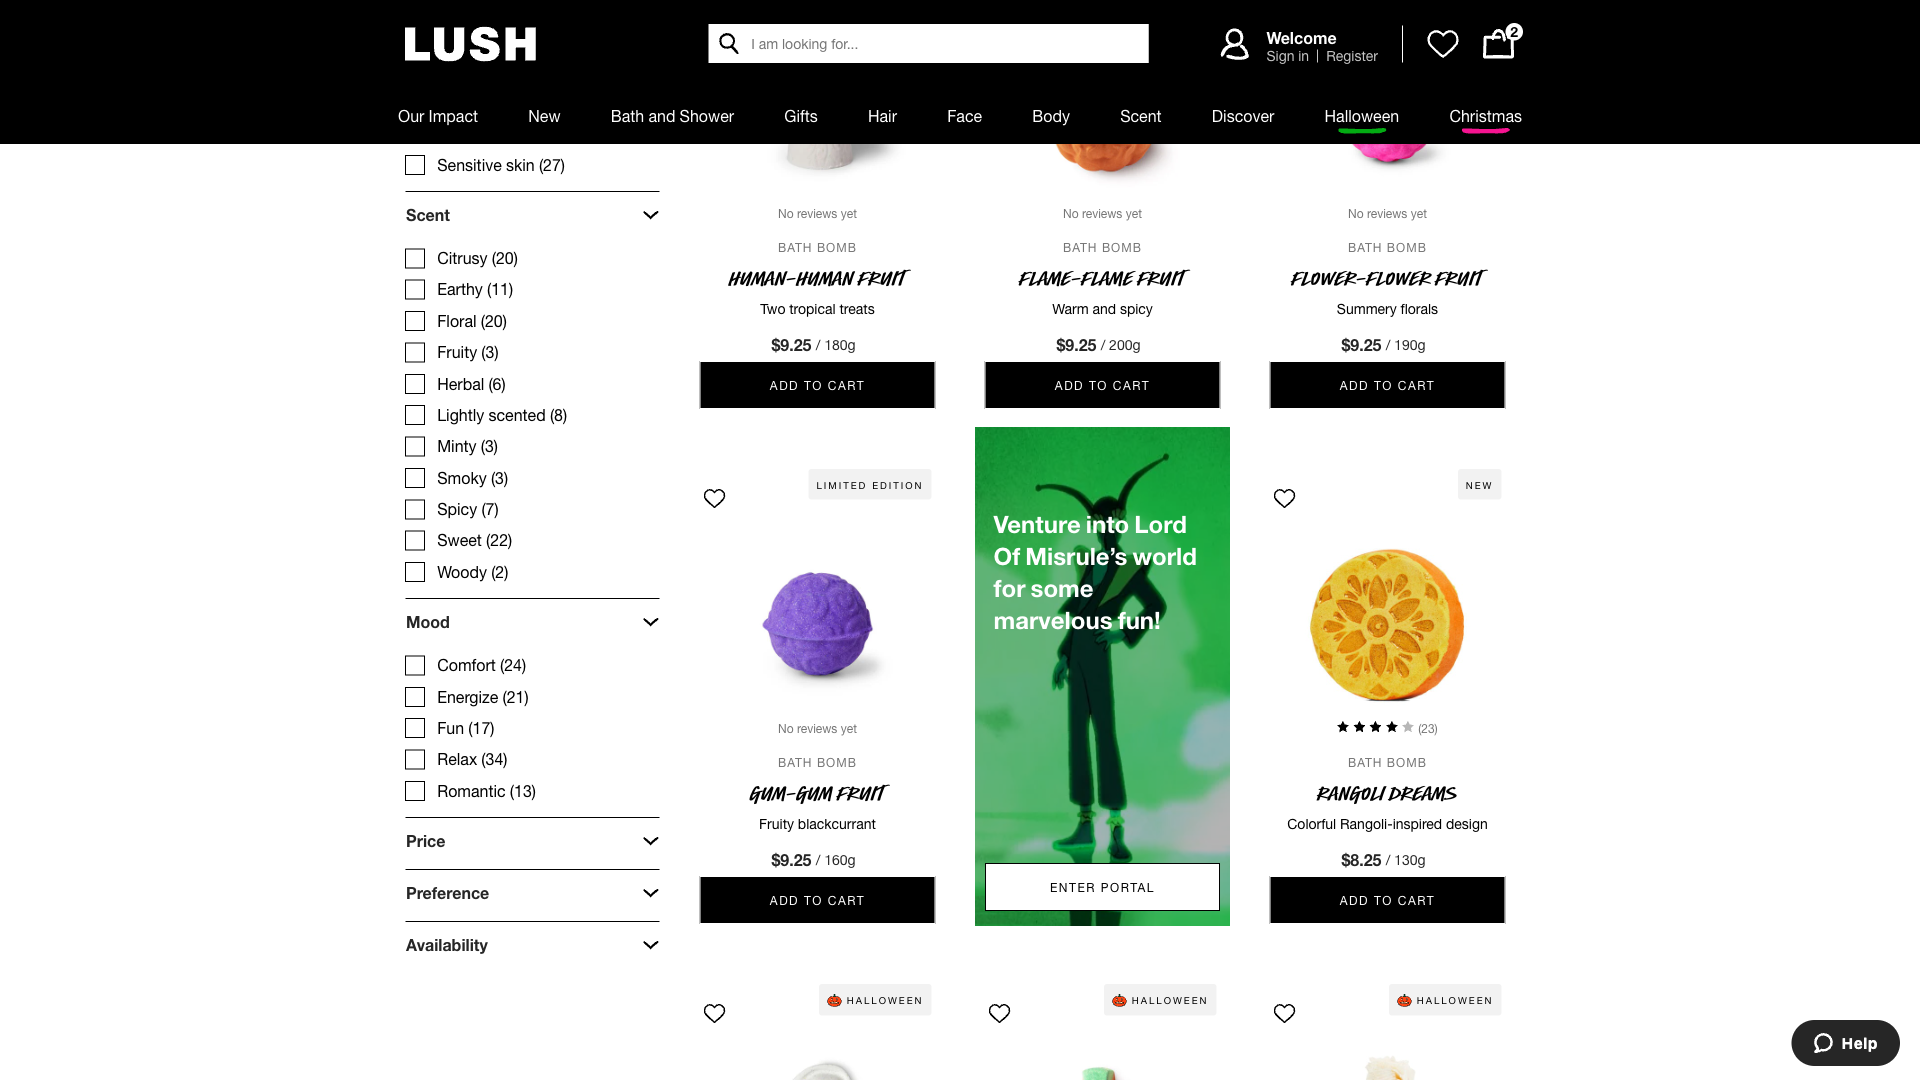 LUSH
I am looking for...
Welcome
Sign in | Register
2
Our Impact
New
Bath and Shower
Gifts
Hair
Face
Body
Scent
Discover
Halloween
Christmas
Sensitive skin (27)
Scent
Citrusy (20)
Earthy (11)
Floral (20)
Fruity (3)
Herbal (6)
Lightly scented (8)
Minty (3)
Smoky (3)
Spicy (7)
Sweet (22)
Woody (2)
Mood
Comfort (24)
Energize (21)
Fun (17)
Relax (34)
Romantic (13)
Price
Preference
Availability
No reviews yet
BATH BOMB
HUMAN-HUMAN FRUIT
Two tropical treats
$9.25 / 180g
ADD TO CART
No reviews yet
BATH BOMB
FLAME-FLAME FRUIT
Warm and spicy
$9.25 / 200g
ADD TO CART
No reviews yet
BATH BOMB
FLOWER-FLOWER FRUIT
Summery florals
$9.25 / 190g
ADD TO CART
LIMITED EDITION
No reviews yet
BATH BOMB
GUM-GUM FRUIT
Fruity blackcurrant
$9.25 / 160g
ADD TO CART
Venture into Lord
Of Misrule’s world
for some
marvelous fun!
ENTER PORTAL
NEW
(23)
BATH BOMB
RANGOLI DREAMS
Colorful Rangoli-inspired design
$8.25 / 130g
ADD TO CART
HALLOWEEN
HALLOWEEN
HALLOWEEN
Help